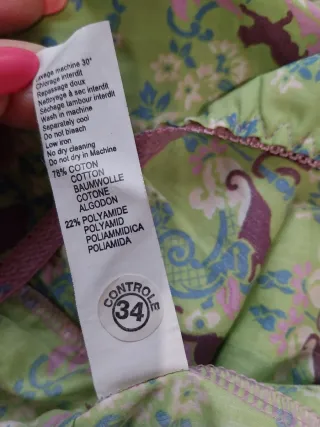 Lavage machine 30°
Chlorage interdit
Repassage doux
Nettoyage à sec interdit
Séchage tambour interdit
Wash in machine
Separately cool
Do not bleach
Low iron
No dry cleaning
Do not dry in Machine
78% COTON
COTTON
BAUMWOLLE
COTONE
ALGODON
22% POLYAMIDE
POLYAMID
POLIAMMIDICA
POLIAMIDA
CONTROLE
34